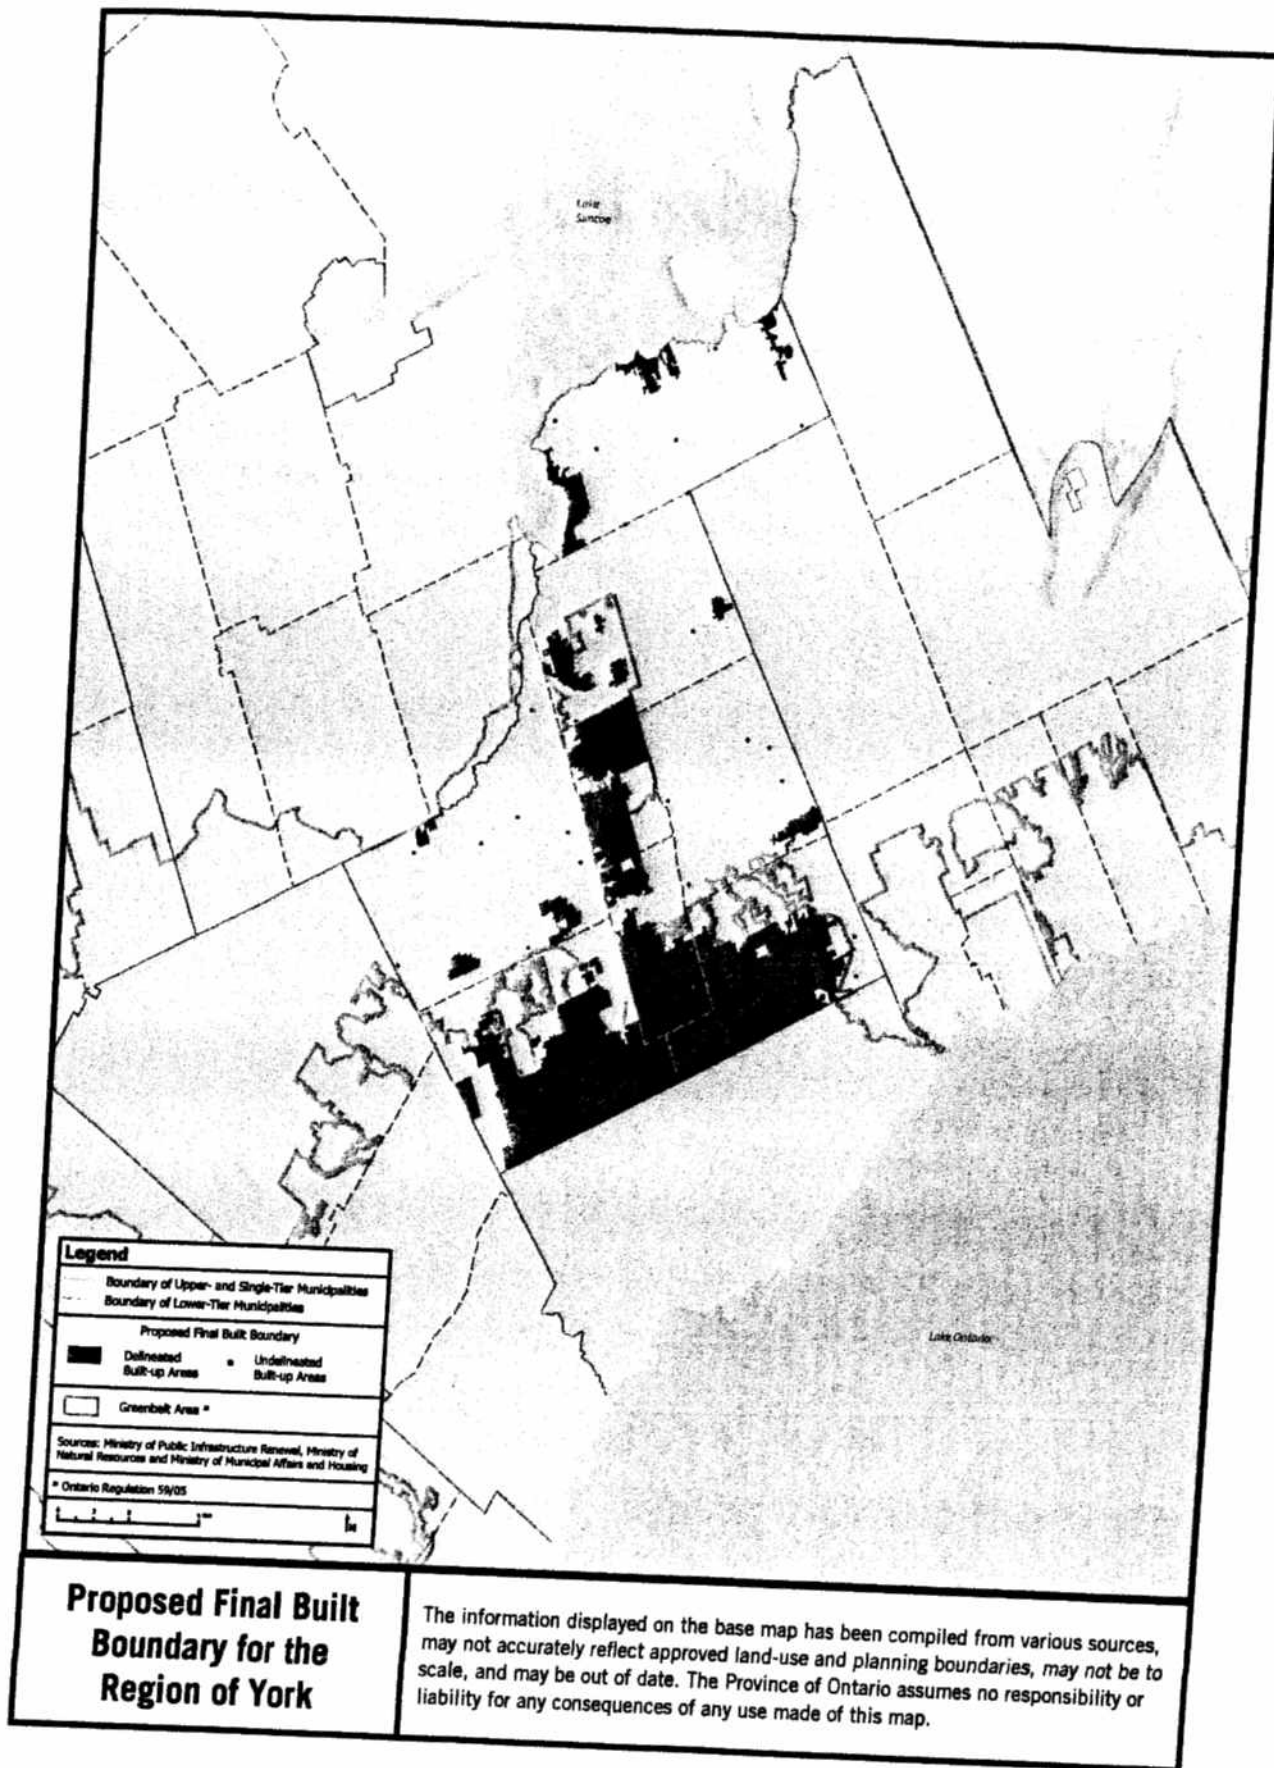 Lake
Simcoe
Lake Ontario
Legend
Boundary of Upper- and Single-Tier Municipalities
Boundary of Lower-Tier Municipalities
Proposed Final Built Boundary
Delineated
Built-up Areas
Undelineated
Built-up Areas
Greenbelt Area *
Sources: Ministry of Public Infrastructure Renewal, Ministry of
Natural Resources and Ministry of Municipal Affairs and Housing
* Ontario Regulation 59/05
N
Proposed Final Built
Boundary for the
Region of York
The information displayed on the base map has been compiled from various sources,
may not accurately reflect approved land-use and planning boundaries, may not be to
scale, and may be out of date. The Province of Ontario assumes no responsibility or
liability for any consequences of any use made of this map.